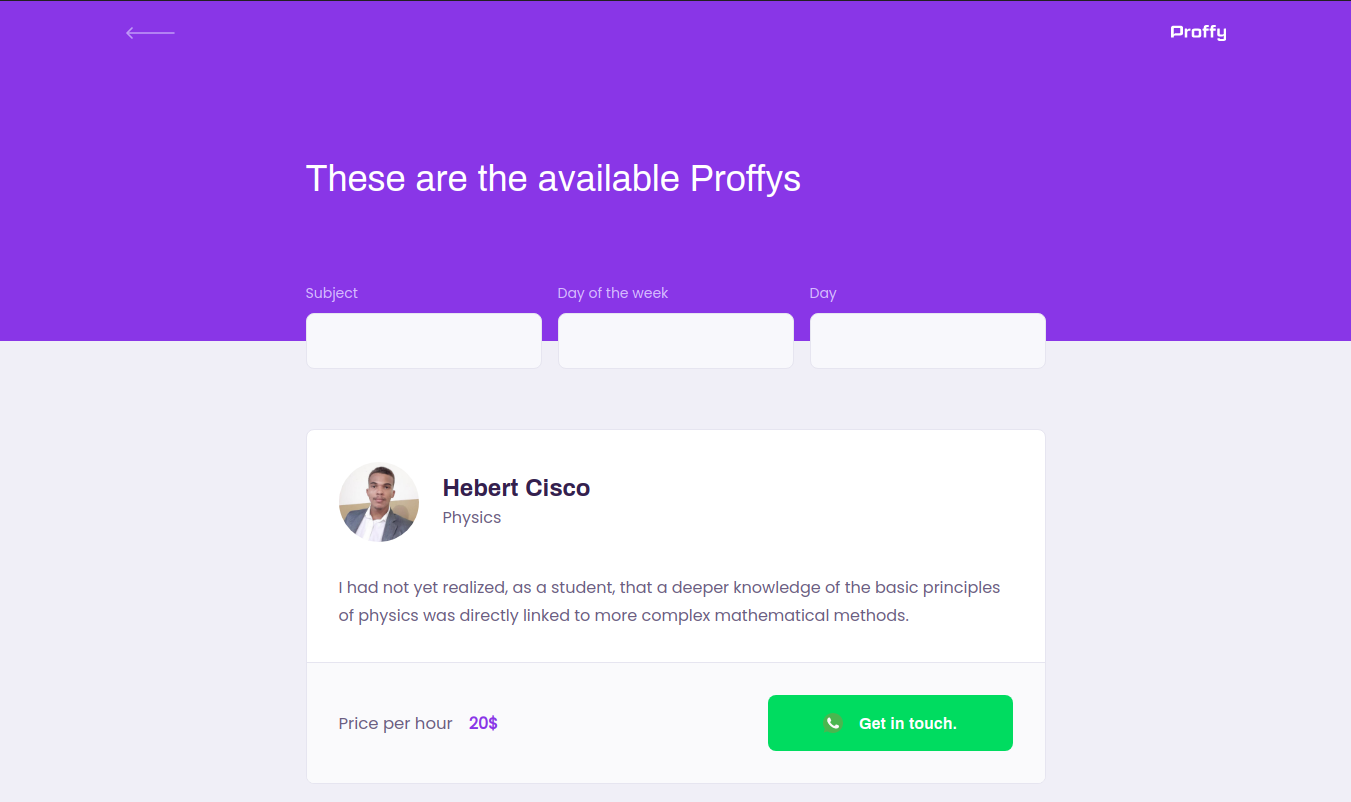 Proffy
These are the available Proffys
Subject
Day of the week
Day
Hebert Cisco
Physics
I had not yet realized, as a student, that a deeper knowledge of the basic principles
of physics was directly linked to more complex mathematical methods.
Price per hour 20$
Get in touch.